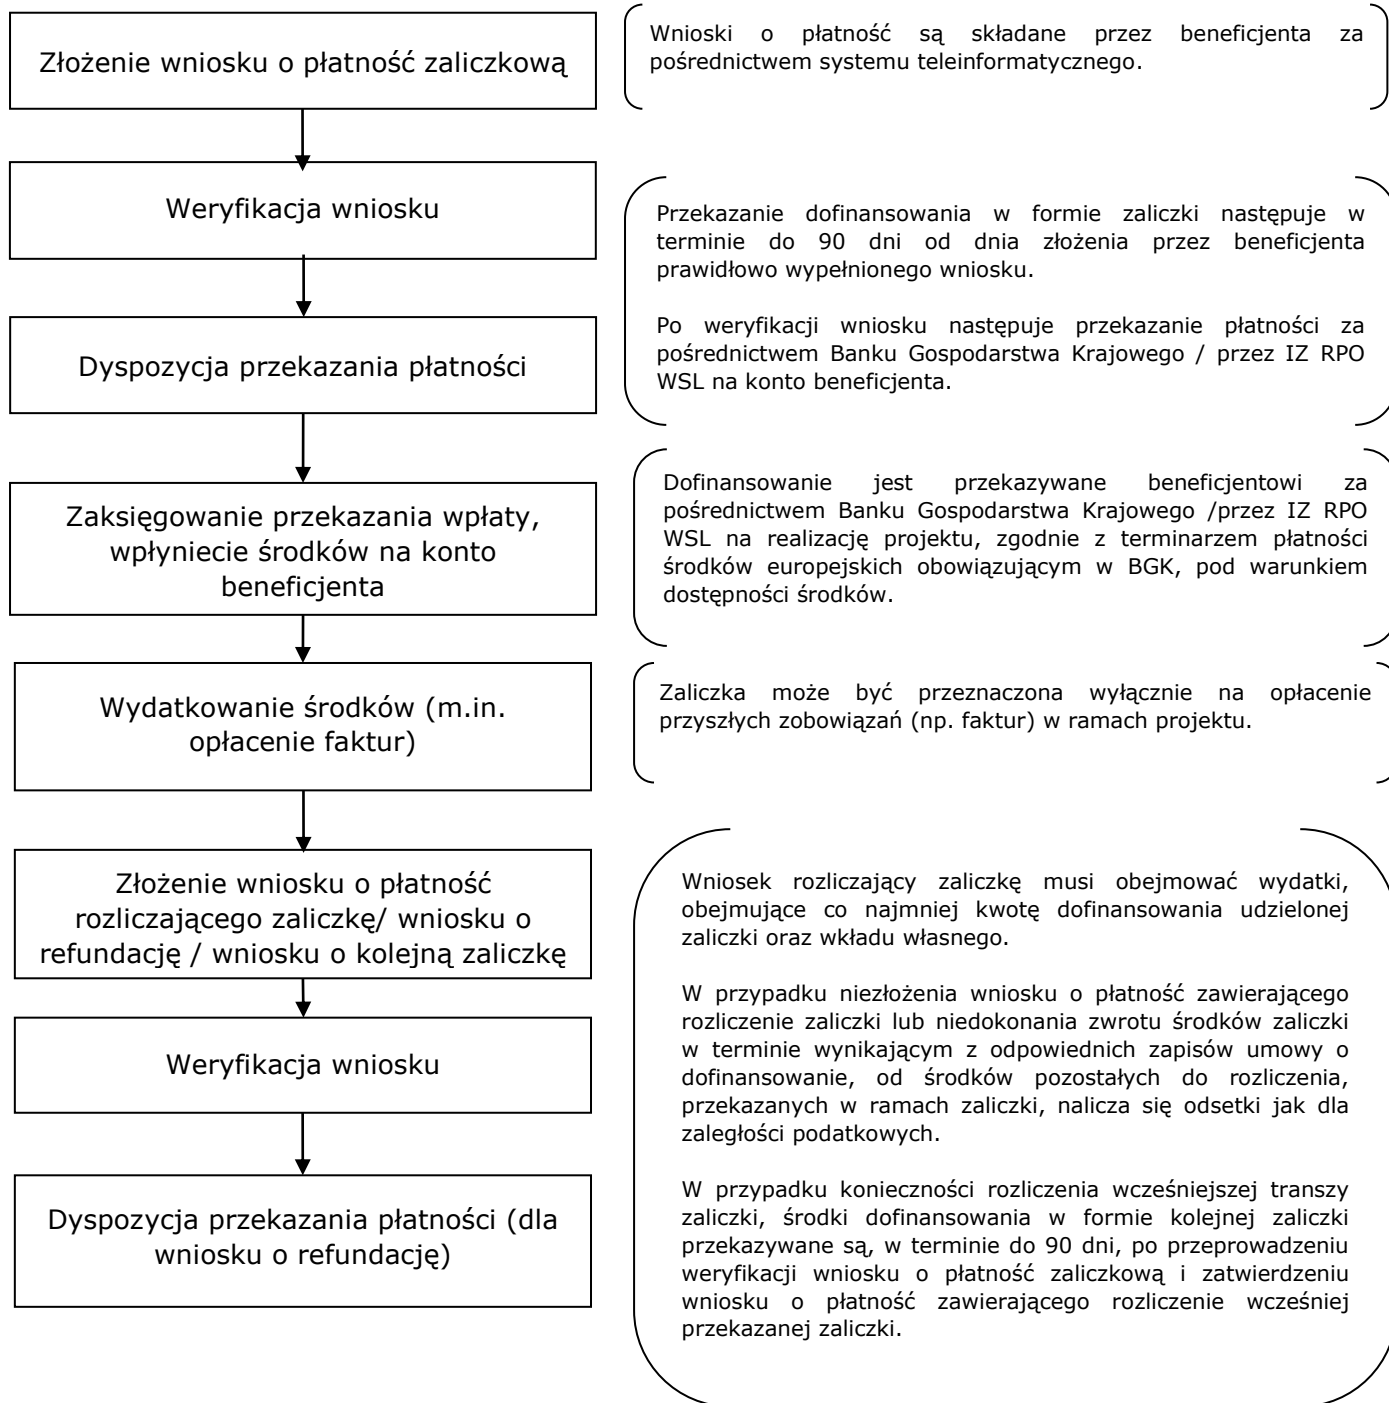 Złożenie wniosku o płatność zaliczkową
Wnioski o płatność są składane przez beneficjenta za
pośrednictwem systemu teleinformatycznego.
Weryfikacja wniosku
Przekazanie dofinansowania w formie zaliczki następuje w
terminie do 90 dni od dnia złożenia przez beneficjenta
prawidłowo wypełnionego wniosku.
Po weryfikacji wniosku następuje przekazanie płatności za
pośrednictwem Banku Gospodarstwa Krajowego / przez IZ RPO
WSL na konto beneficjenta.
Dyspozycja przekazania płatności
Zaksięgowanie przekazania wpłaty,
wpłyniecie środków na konto
beneficjenta
Dofinansowanie jest przekazywane beneficjentowi za
pośrednictwem Banku Gospodarstwa Krajowego /przez IZ RPO
WSL na realizację projektu, zgodnie z terminarzem płatności
środków europejskich obowiązującym w BGK, pod warunkiem
dostępności środków.
Wydatkowanie środków (m.in.
opłacenie faktur)
Zaliczka może być przeznaczona wyłącznie na opłacenie
przyszłych zobowiązań (np. faktur) w ramach projektu.
Złożenie wniosku o płatność
rozliczającego zaliczkę/ wniosku o
refundację / wniosku o kolejną zaliczkę
Weryfikacja wniosku
Dyspozycja przekazania płatności (dla
wniosku o refundację)
Wniosek rozliczający zaliczkę musi obejmować wydatki,
obejmujące co najmniej kwotę dofinansowania udzielonej
zaliczki oraz wkładu własnego.
W przypadku niezłożenia wniosku o płatność zawierającego
rozliczenie zaliczki lub niedokonania zwrotu środków zaliczki
w terminie wynikającym z odpowiednich zapisów umowy o
dofinansowanie, od środków pozostałych do rozliczenia,
przekazanych w ramach zaliczki, nalicza się odsetki jak dla
zaległości podatkowych.
W przypadku konieczności rozliczenia wcześniejszej transzy
zaliczki, środki dofinansowania w formie kolejnej zaliczki
przekazywane są, w terminie do 90 dni, po przeprowadzeniu
weryfikacji wniosku o płatność zaliczkową i zatwierdzeniu
wniosku o płatność zawierającego rozliczenie wcześniej
przekazanej zaliczki.